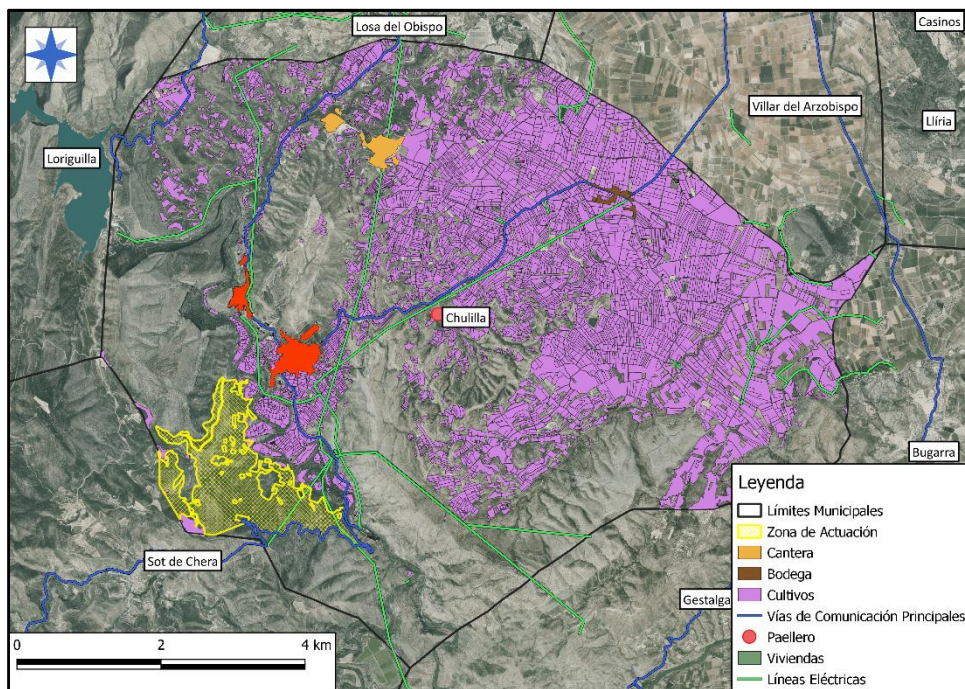 Losa del Obispo
Casinos
Villar del Arzobispo
Llíria
Loriguilla
Chulilla
Bugarra
Sot de Chera
Gestalga
Leyenda
Límites Municipales
Zona de Actuación
Cantera
Bodega
Cultivos
Vías de Comunicación Principales
Paellero
Viviendas
Líneas Eléctricas
0 2 4 km